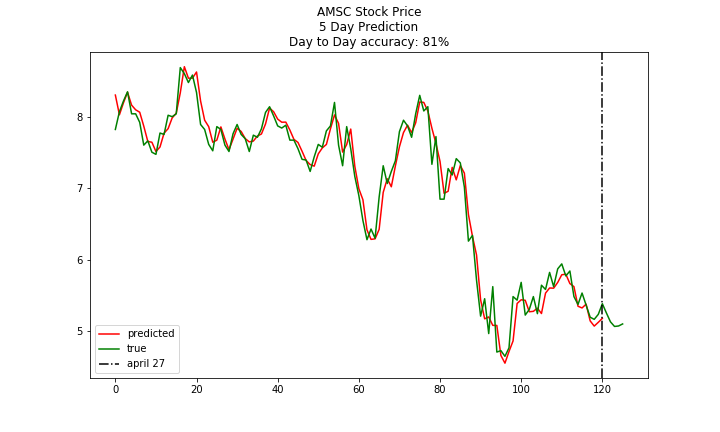 AMSC Stock Price
5 Day Prediction
Day to Day accuracy: 81%
8
7
6
5
predicted
true
april 27
0 20 40 60 80 100 120